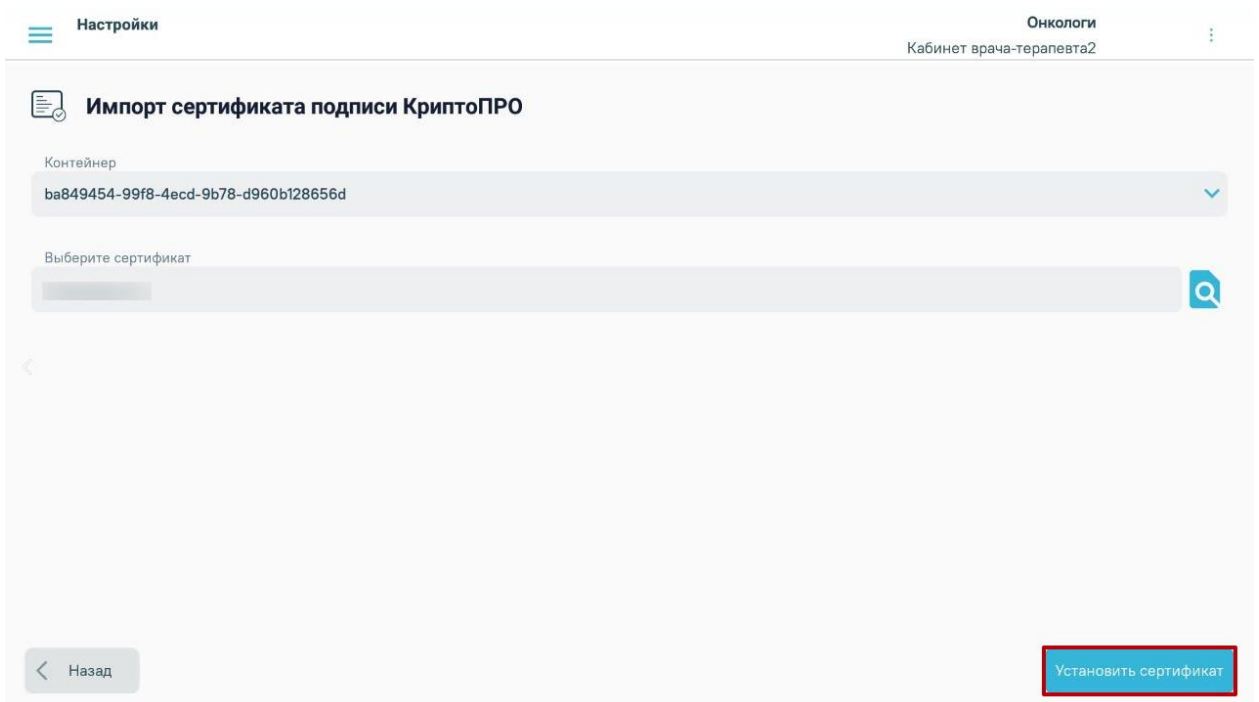 Настройки
Онкологи
Кабинет врача-терапевта2
Импорт сертификата подписи КриптоПРО
Контейнер
ba849454-99f8-4ecd-9b78-d960b128656d
Выберите сертификат
Назад
Установить сертификат